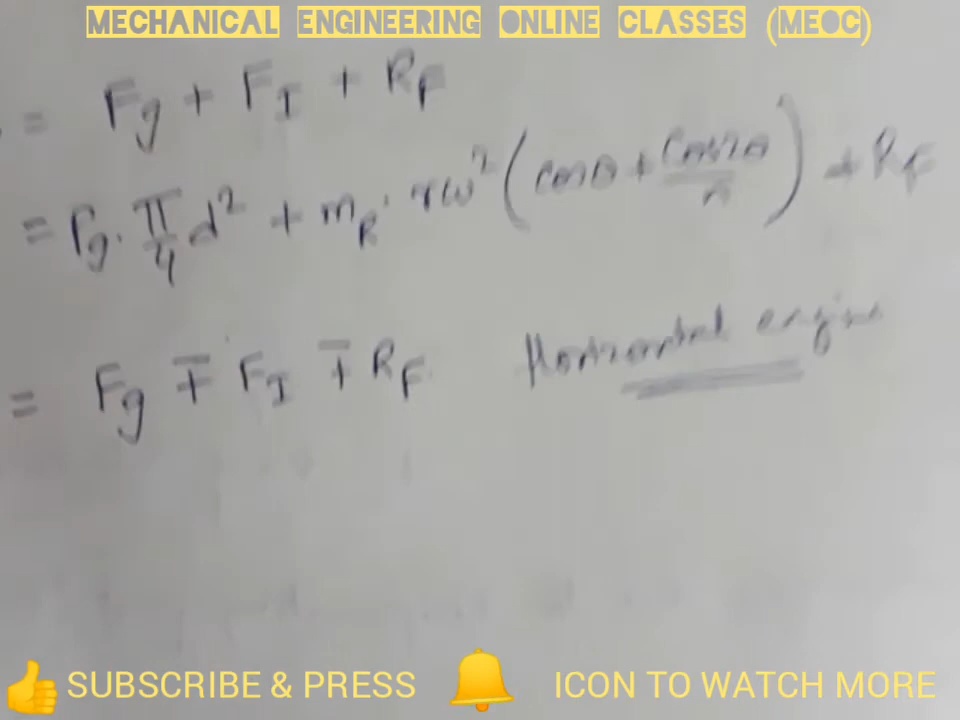 MECHANICAL ENGINEERING ONLINE CLASSES (MEOC)
= Fg + FI + RF
= Pg · π/4 d² + mR · rω² (cosθ + cos2θ/n) + RF
= Fg ∓ FI ∓ RF Horizontal engine
SUBSCRIBE & PRESS ICON TO WATCH MORE